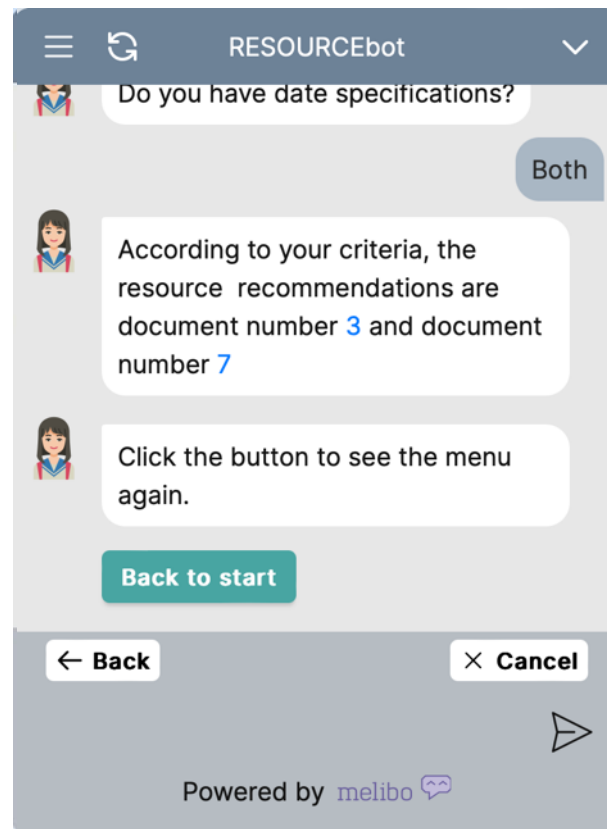 RESOURCEbot
Do you have date specifications?
Both
According to your criteria, the
resource recommendations are
document number 3 and document
number 7
Click the button to see the menu
again.
Back to start
← Back
× Cancel
Powered by melibo